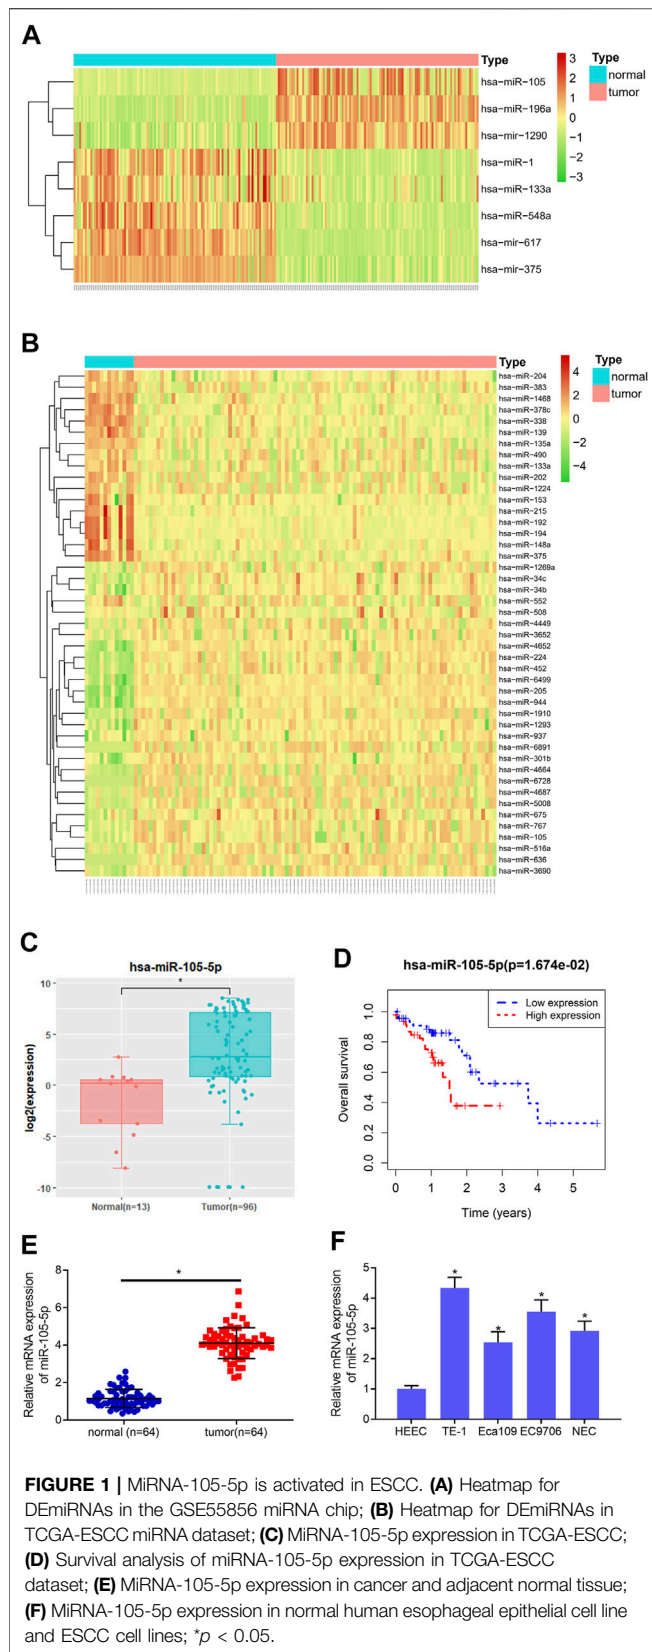 A
Type
hsa-miR-105
hsa-miR-196a
hsa-mir-1290
hsa-miR-1
hsa-miR-133a
hsa-miR-548a
hsa-mir-617
hsa-mir-375
3
2
1
0
−1
−2
−3
Type
normal
tumor
B
Type
hsa-miR-204
hsa-miR-383
hsa-miR-1468
hsa-miR-378c
hsa-miR-338
hsa-miR-139
hsa-miR-135a
hsa-miR-490
hsa-miR-133a
hsa-miR-202
hsa-miR-1224
hsa-miR-153
hsa-miR-215
hsa-miR-192
hsa-miR-194
hsa-miR-148a
hsa-miR-375
hsa-miR-1269a
hsa-miR-34c
hsa-miR-34b
hsa-miR-552
hsa-miR-508
hsa-miR-4449
hsa-miR-3652
hsa-miR-4652
hsa-miR-224
hsa-miR-452
hsa-miR-6499
hsa-miR-205
hsa-miR-944
hsa-miR-1910
hsa-miR-1293
hsa-miR-937
hsa-miR-6891
hsa-miR-301b
hsa-miR-4664
hsa-miR-6728
hsa-miR-4687
hsa-miR-5008
hsa-miR-675
hsa-miR-767
hsa-miR-105
hsa-miR-516a
hsa-miR-636
hsa-miR-3690
4
2
0
−2
−4
Type
normal
tumor
C
hsa-miR-105-5p
*
log2(expression)
10
5
0
-5
-10
Normal(n=13) Tumor(n=96)
D
hsa-miR-105-5p(p=1.674e-02)
Low expression
High expression
Overall survival
1.0
0.8
0.6
0.4
0.2
0.0
0 1 2 3 4 5
Time (years)
E
*
Relative mRNA expression
of miR-105-5p
8
6
4
2
0
normal (n=64) tumor(n=64)
F
Relative mRNA expression
of miR-105-5p
5
4
3
2
1
0
* * * *
HEEC TE-1 Eca109 EC9706 NEC
FIGURE 1 | MiRNA-105-5p is activated in ESCC. (A) Heatmap for
DEmiRNAs in the GSE55856 miRNA chip; (B) Heatmap for DEmiRNAs in
TCGA-ESCC miRNA dataset; (C) MiRNA-105-5p expression in TCGA-ESCC;
(D) Survival analysis of miRNA-105-5p expression in TCGA-ESCC
dataset; (E) MiRNA-105-5p expression in cancer and adjacent normal tissue;
(F) MiRNA-105-5p expression in normal human esophageal epithelial cell line
and ESCC cell lines; *p < 0.05.